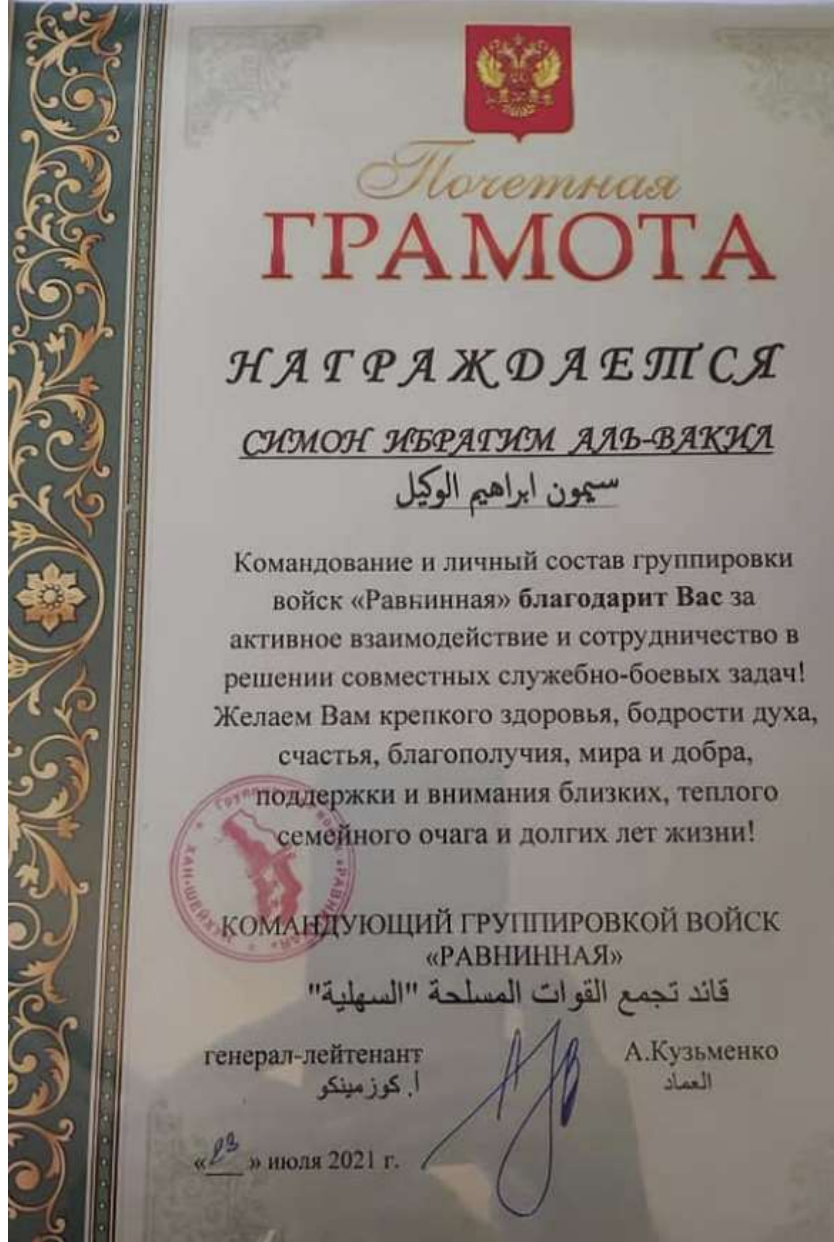 Почетная
ГРАМОТА
НАГРАЖДАЕТСЯ
СИМОН ИБРАГИМ АЛЬ-ВАКИЛ
سيمون ابراهيم الوكيل
Командование и личный состав группировки
войск «Равнинная» благодарит Вас за
активное взаимодействие и сотрудничество в
решении совместных служебно-боевых задач!
Желаем Вам крепкого здоровья, бодрости духа,
счастья, благополучия, мира и добра,
поддержки и внимания близких, теплого
семейного очага и долгих лет жизни!
ХАН-ШЕЙХУН «РАВНИННАЯ»
КОМАНДУЮЩИЙ ГРУППИРОВКОЙ ВОЙСК
«РАВНИННАЯ»
قائد تجمع القوات المسلحة "السهلية"
генерал-лейтенант А.Кузьменко
أ. كوزمينكو العماد
«23» июля 2021 г.